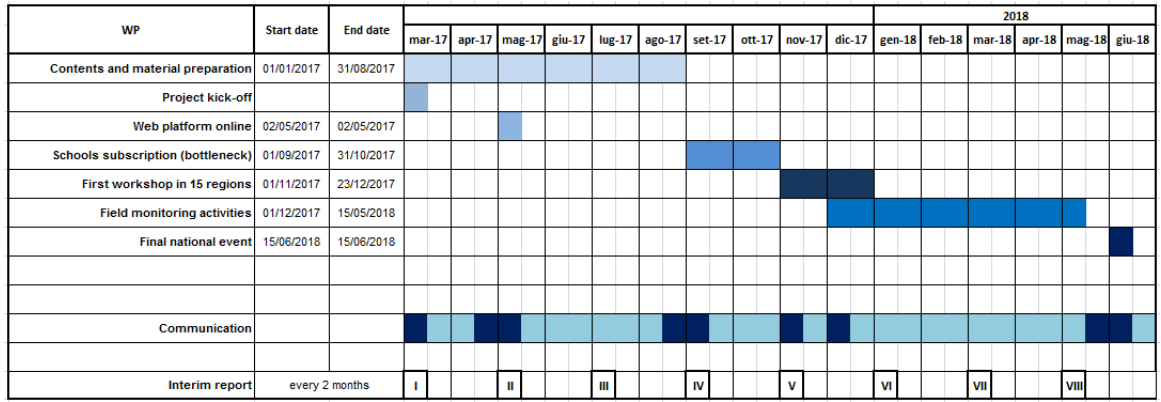 2018
WP Start date End date mar-17 apr-17 mag-17 giu-17 lug-17 ago-17 set-17 ott-17 nov-17 dic-17 gen-18 feb-18 mar-18 apr-18 mag-18 giu-18
Contents and material preparation 01/01/2017 31/08/2017
Project kick-off
Web platform online 02/05/2017 02/05/2017
Schools subscription (bottleneck) 01/09/2017 31/10/2017
First workshop in 15 regions 01/11/2017 23/12/2017
Field monitoring activities 01/12/2017 15/05/2018
Final national event 15/06/2018 15/06/2018
Communication
Interim report every 2 months I II III IV V VI VII VIII